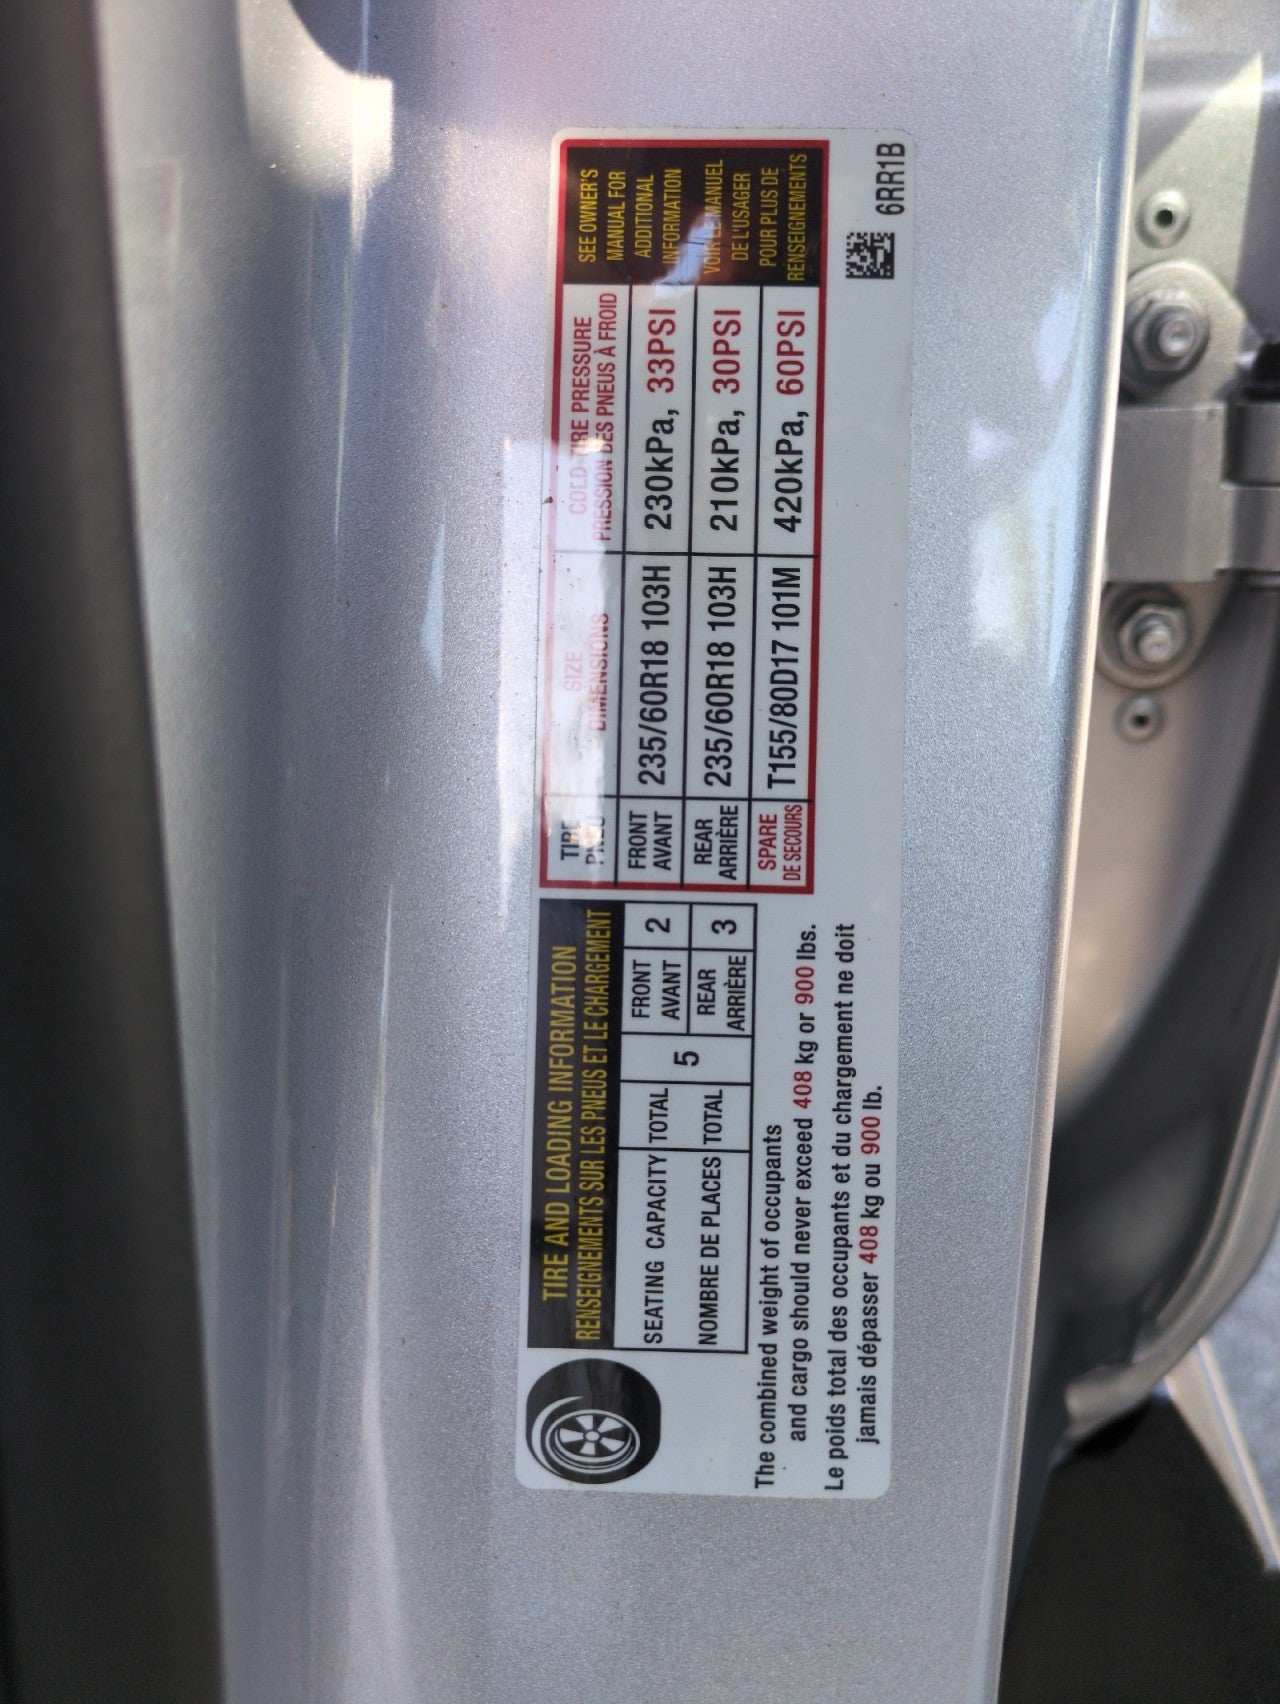 TIRE AND LOADING INFORMATION
RENSEIGNEMENTS SUR LES PNEUS ET LE CHARGEMENT
SEATING CAPACITY
NOMBRE DE PLACES
TOTAL
TOTAL
5
FRONT
AVANT
2
REAR
ARRIÈRE
3
The combined weight of occupants
and cargo should never exceed 408 kg or 900 lbs.
Le poids total des occupants et du chargement ne doit
jamais dépasser 408 kg ou 900 lb.
TIRE
PNEU
SIZE
DIMENSIONS
COLD TIRE PRESSURE
PRESSION DES PNEUS À FROID
FRONT
AVANT
235/60R18 103H
230kPa, 33PSI
REAR
ARRIÈRE
235/60R18 103H
210kPa, 30PSI
SPARE
DE SECOURS
T155/80D17 101M
420kPa, 60PSI
SEE OWNER'S
MANUAL FOR
ADDITIONAL
INFORMATION
VOIR LE MANUEL
DE L'USAGER
POUR PLUS DE
RENSEIGNEMENTS
6RR1B